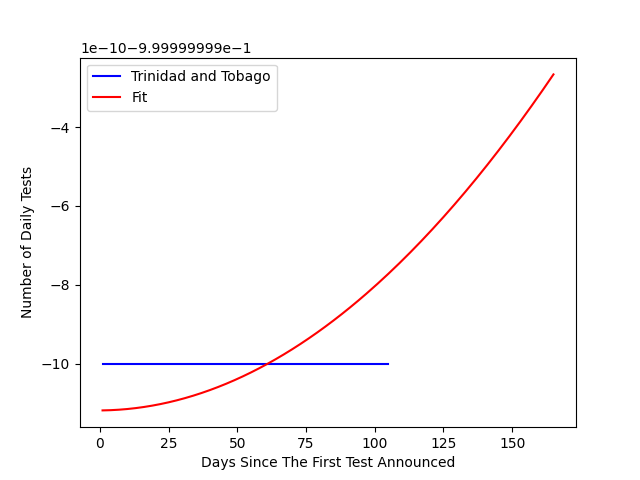 1e−10−9.99999999e−1
Trinidad and Tobago
Fit
−4
−6
−8
−10
Number of Daily Tests
0 25 50 75 100 125 150
Days Since The First Test Announced